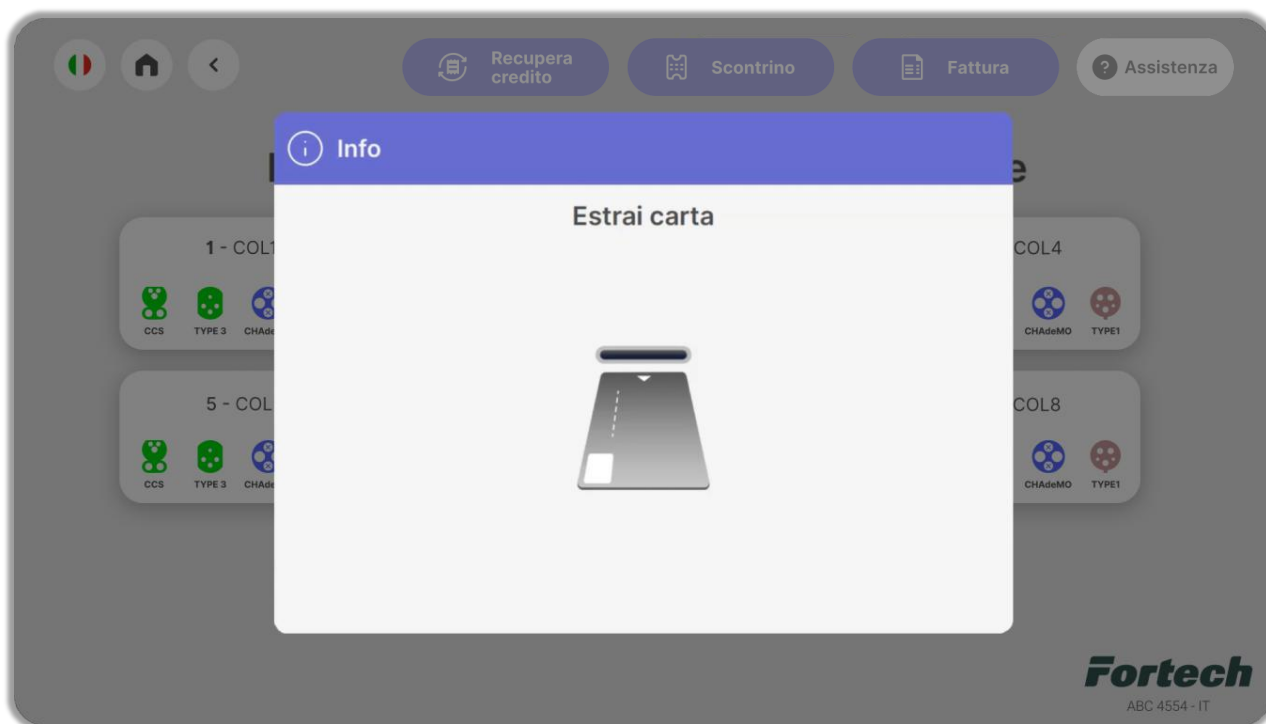 Recupera
credito
Scontrino
Fattura
? Assistenza
Info
Estrai carta
1 - COL1
COL4
CCS
TYPE 3
CHAdeMO
TYPE1
5 - COL
COL8
CCS
TYPE 3
CHAdeMO
TYPE1
Fortech
ABC 4554 - IT